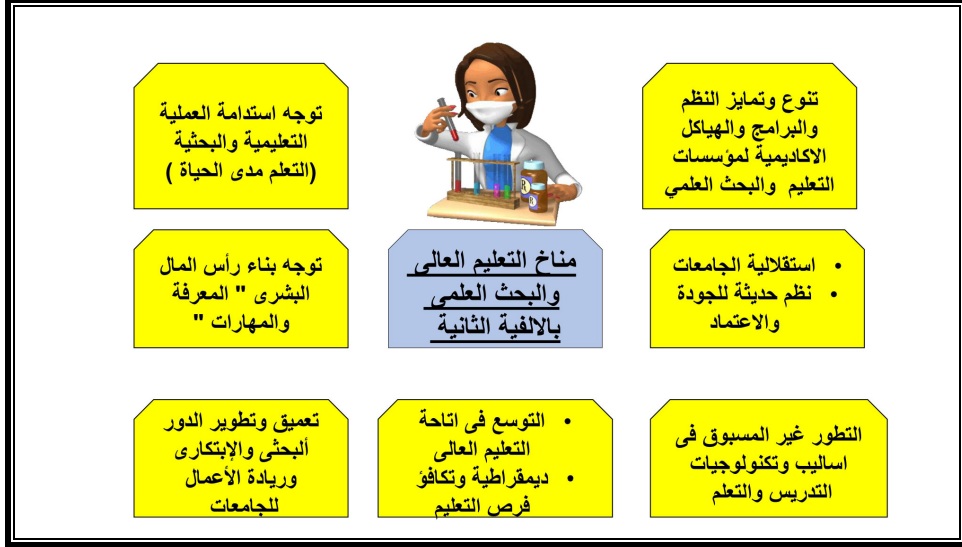 تنوع وتمايز النظم
والبرامج والهياكل
الاكاديمية لمؤسسات
التعليم والبحث العلمي
توجه استدامة العملية
التعليمية والبحثية
(التعلم مدى الحياة )
• استقلالية الجامعات
• نظم حديثة للجودة
والاعتماد
مناخ التعليم العالى
والبحث العلمى
بالالفية الثانية
توجه بناء رأس المال
البشرى " المعرفة
والمهارات "
التطور غير المسبوق فى
اساليب وتكنولوجيات
التدريس والتعلم
• التوسع فى اتاحة
التعليم العالى
• ديمقراطية وتكافؤ
فرص التعليم
تعميق وتطوير الدور
ألبحثى والإبتكارى
وريادة الأعمال
للجامعات
R
R